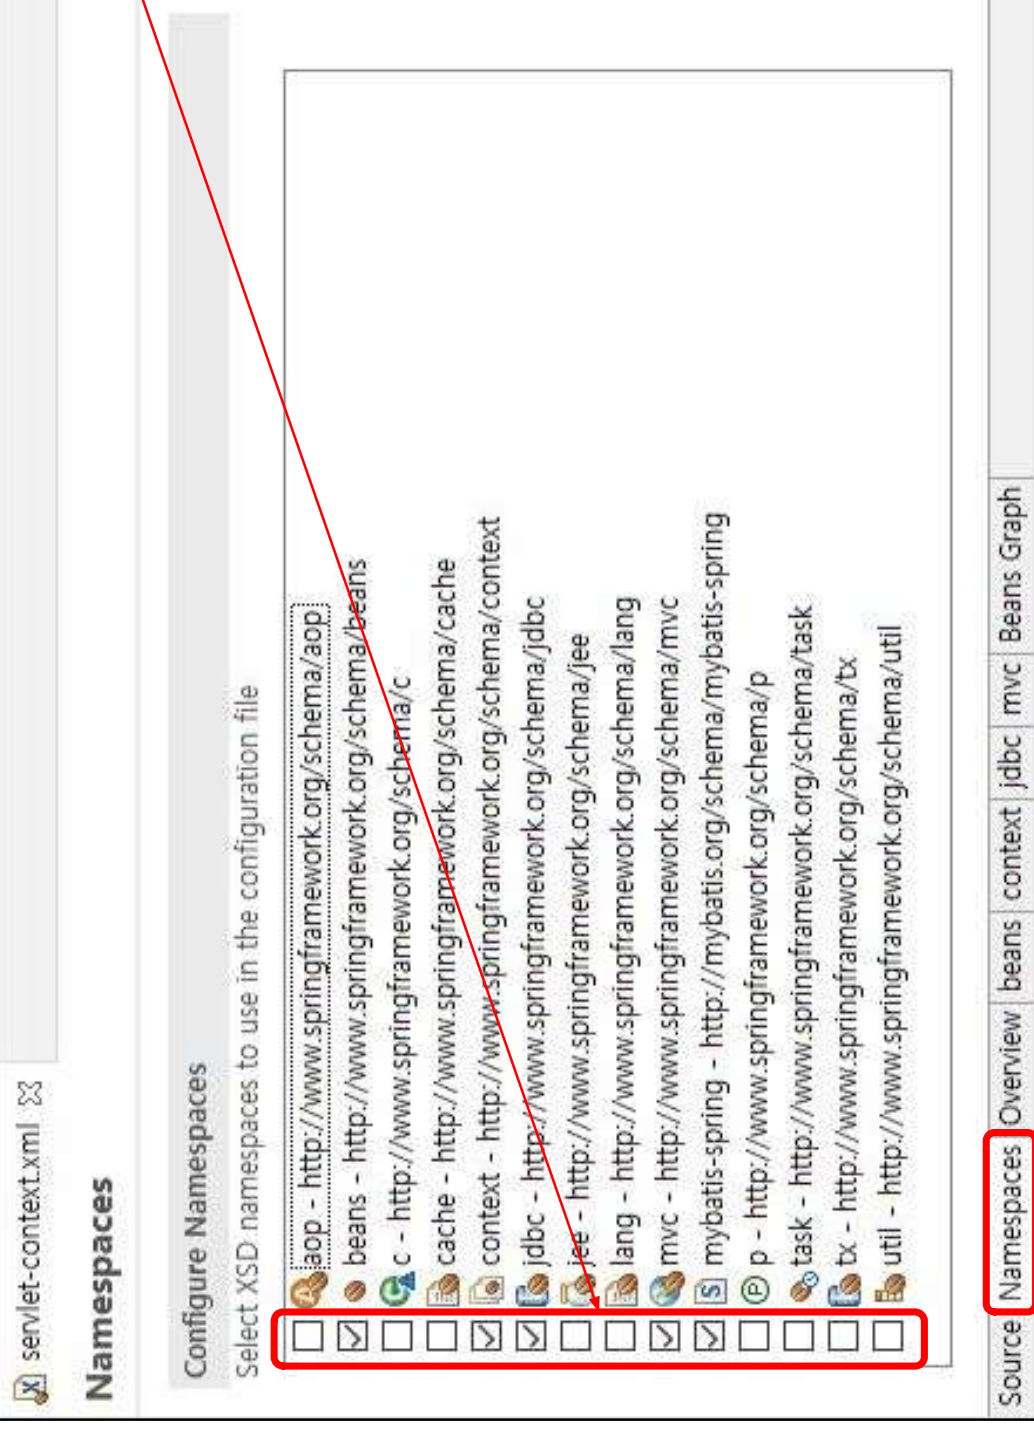 servlet-context.xml
Namespaces
Configure Namespaces
Select XSD namespaces to use in the configuration file
aop - http://www.springframework.org/schema/aop
beans - http://www.springframework.org/schema/beans
c - http://www.springframework.org/schema/c
cache - http://www.springframework.org/schema/cache
context - http://www.springframework.org/schema/context
jdbc - http://www.springframework.org/schema/jdbc
jee - http://www.springframework.org/schema/jee
lang - http://www.springframework.org/schema/lang
mvc - http://www.springframework.org/schema/mvc
mybatis-spring - http://mybatis.org/schema/mybatis-spring
p - http://www.springframework.org/schema/p
task - http://www.springframework.org/schema/task
tx - http://www.springframework.org/schema/tx
util - http://www.springframework.org/schema/util
Source Namespaces Overview beans context jdbc mvc Beans Graph